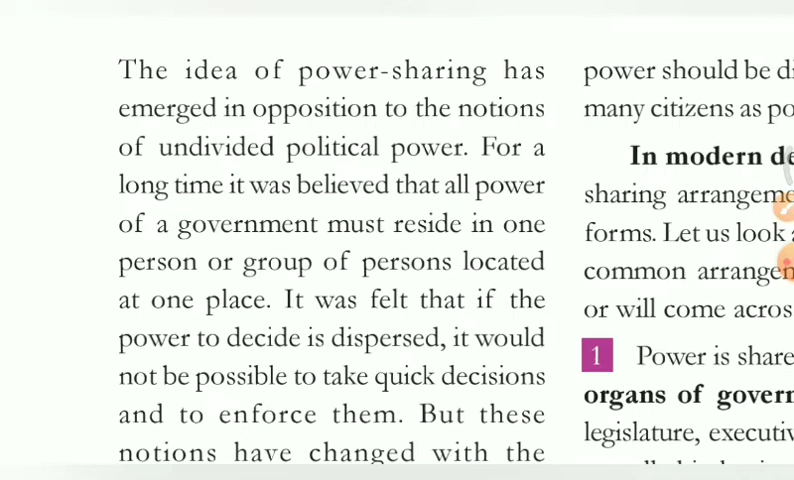 The idea of power-sharing has
emerged in opposition to the notions
of undivided political power. For a
long time it was believed that all power
of a government must reside in one
person or group of persons located
at one place. It was felt that if the
power to decide is dispersed, it would
not be possible to take quick decisions
and to enforce them. But these
notions have changed with the
power should be
many citizens as
In modern
sharing
forms. Let us look
common
or will come
1 Power is
organs of
legislature,